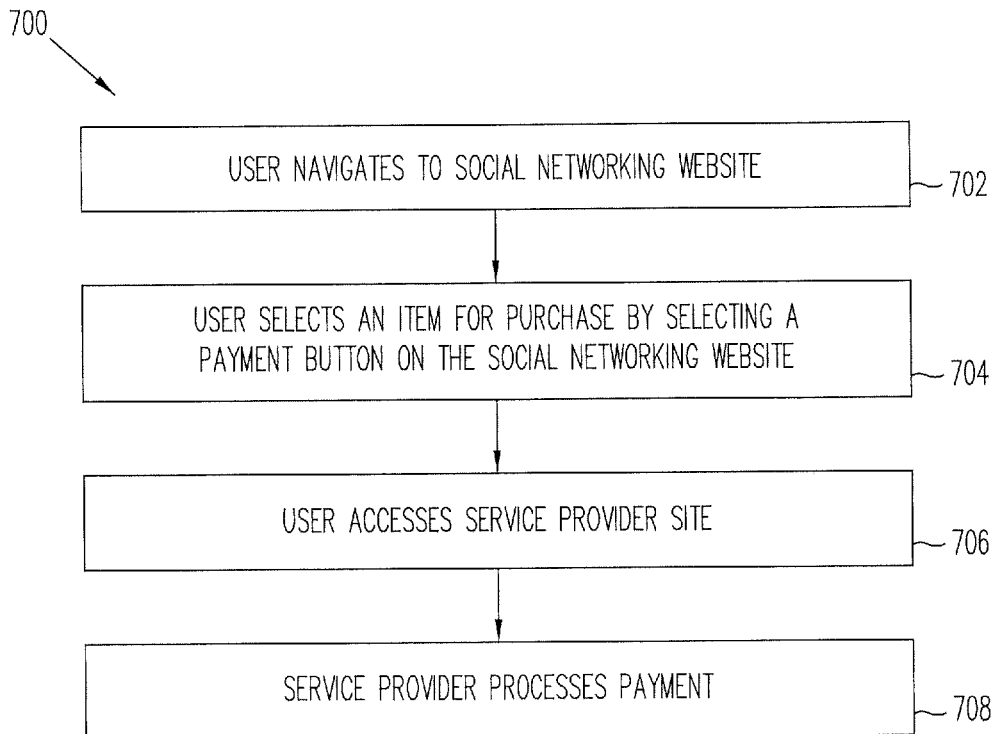 700
USER NAVIGATES TO SOCIAL NETWORKING WEBSITE
702
USER SELECTS AN ITEM FOR PURCHASE BY SELECTING A
PAYMENT BUTTON ON THE SOCIAL NETWORKING WEBSITE
704
USER ACCESSES SERVICE PROVIDER SITE
706
SERVICE PROVIDER PROCESSES PAYMENT
708